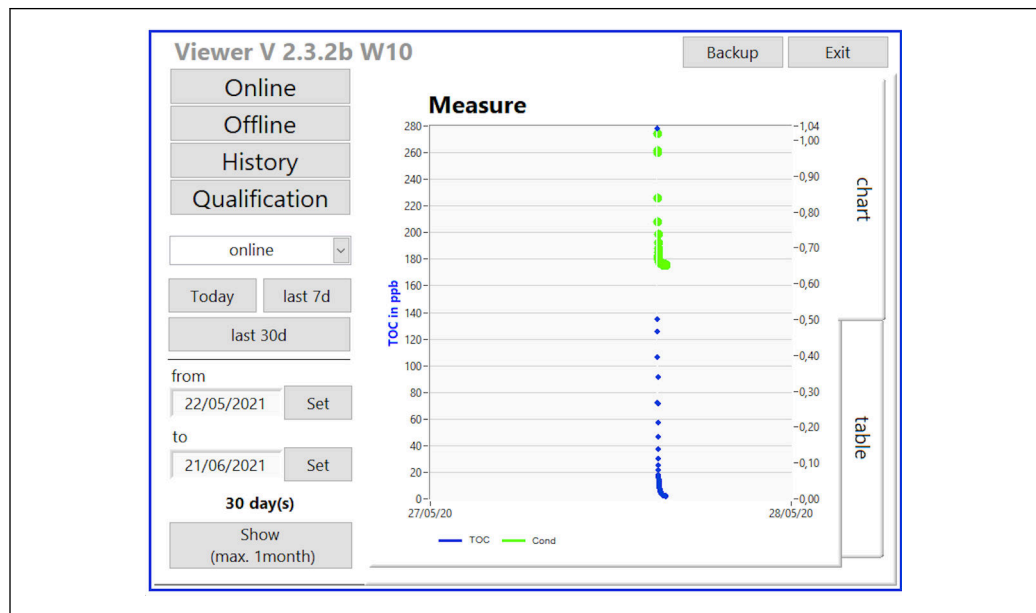 Viewer V 2.3.2b W10
Backup
Exit
Online
Offline
History
Qualification
online
Today
last 7d
last 30d
from
22/05/2021
Set
to
21/06/2021
Set
30 day(s)
Show
(max. 1month)
Measure
TOC in ppb
280
260
240
220
200
180
160
140
120
100
80
60
40
20
0
1,04
1,00
0,90
0,80
0,70
0,60
0,50
0,40
0,30
0,20
0,10
0,00
27/05/20
28/05/20
TOC
Cond
chart
table